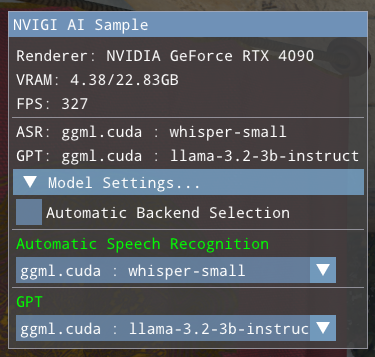 NVIGI AI Sample
Renderer: NVIDIA GeForce RTX 4090
VRAM: 4.38/22.83GB
FPS: 327
ASR: ggml.cuda : whisper-small
GPT: ggml.cuda : llama-3.2-3b-instruct
Model Settings...
Automatic Backend Selection
Automatic Speech Recognition
ggml.cuda : whisper-small
GPT
ggml.cuda : llama-3.2-3b-instruc